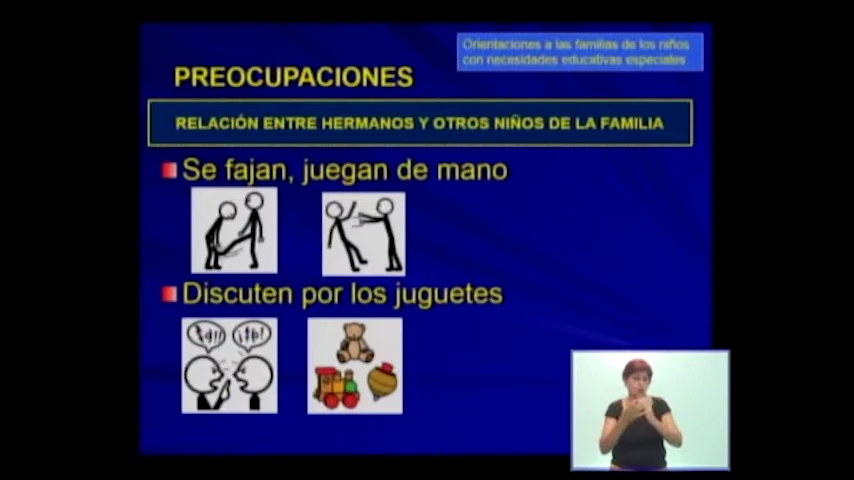 Orientaciones a las familias de los niños
con necesidades educativas especiales
PREOCUPACIONES
RELACIÓN ENTRE HERMANOS Y OTROS NIÑOS DE LA FAMILIA
Se fajan, juegan de mano
Discuten por los juguetes